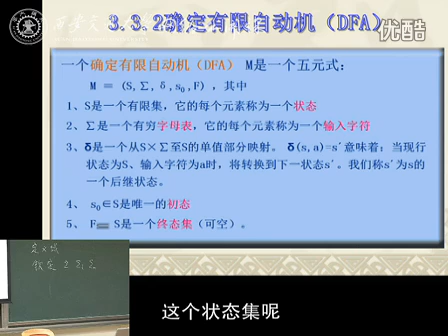 3.3.2确定有限自动机（DFA）
优酷
一个确定有限自动机（DFA） M是一个五元式：
M = (S,Σ,δ,s₀,F)，其中
1、S是一个有限集，它的每个元素称为一个状态
2、Σ是一个有穷字母表，它的每个元素称为一个输入字符
3、δ是一个从S×Σ至S的单值部分映射。 δ(s,a)=s′意味着：当现行
状态为S、输入字符为a时，将转换到下一状态s′。我们称s′为s的
一个后继状态。
4、 s₀∈S是唯一的初态
5、 F S是一个终态集（可空）。
这个状态集呢